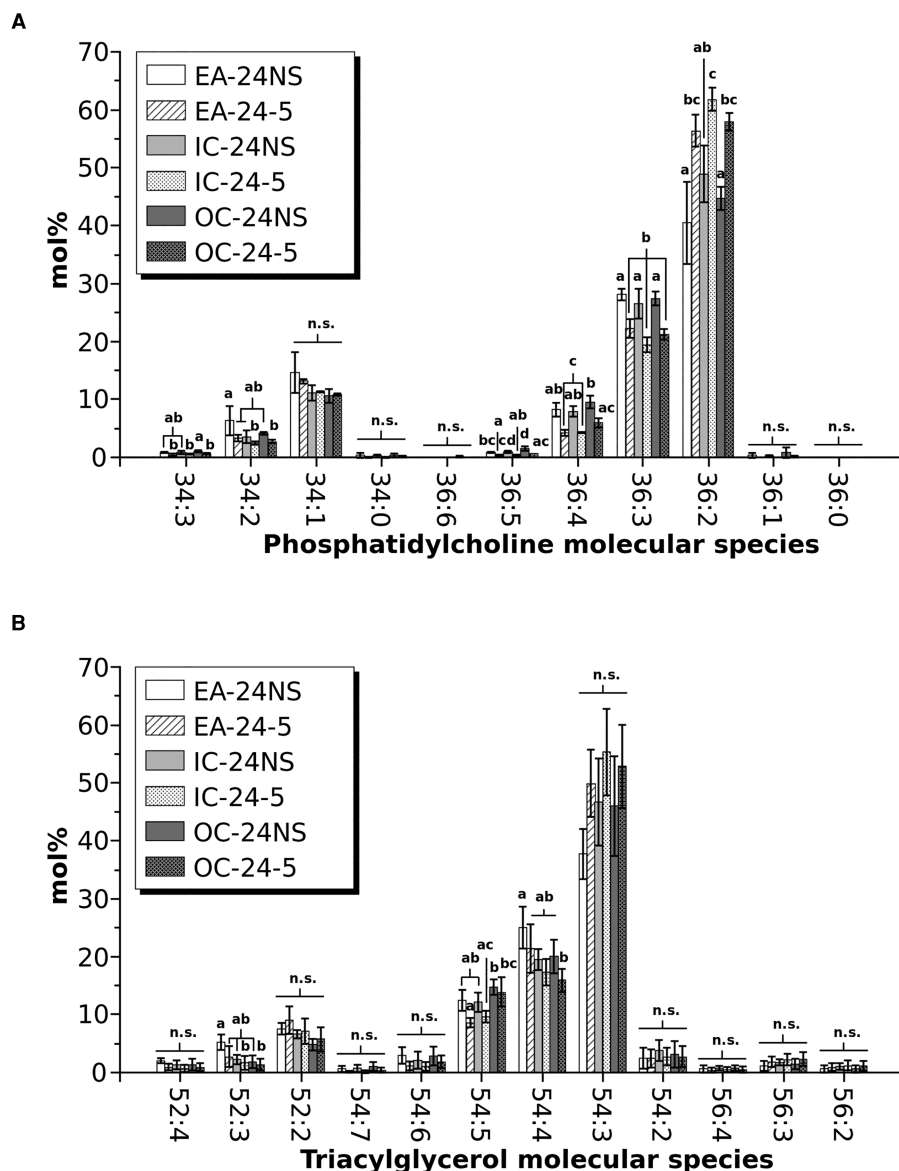 A
70
60
50
40
30
20
10
0
mol%
EA-24NS
EA-24-5
IC-24NS
IC-24-5
OC-24NS
OC-24-5
ab
b b a b
a
ab
b b
n.s.
n.s.
n.s.
bc a cd ab d ac
ab
c
ab
b
ac
a
b
a
a
a
bc
ab
c
a
bc
n.s.
n.s.
34:3
34:2
34:1
34:0
36:6
36:5
36:4
36:3
36:2
36:1
36:0
Phosphatidylcholine molecular species
B
70
60
50
40
30
20
10
0
mol%
EA-24NS
EA-24-5
IC-24NS
IC-24-5
OC-24NS
OC-24-5
n.s.
a
ab
b b
n.s.
n.s.
n.s.
ab
a
ac
b bc
a
ab
b
n.s.
n.s.
n.s.
n.s.
n.s.
52:4
52:3
52:2
54:7
54:6
54:5
54:4
54:3
54:2
56:4
56:3
56:2
Triacylglycerol molecular species